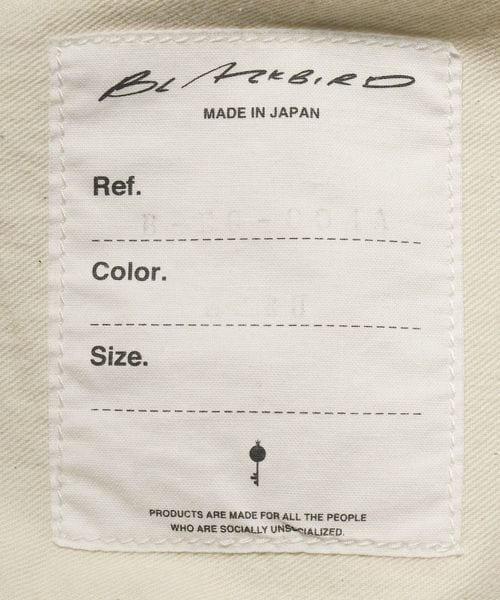 BLACKBIRD
MADE IN JAPAN
Ref.
Color.
Size.
PRODUCTS ARE MADE FOR ALL THE PEOPLE
WHO ARE SOCIALLY UNSOCIALIZED.